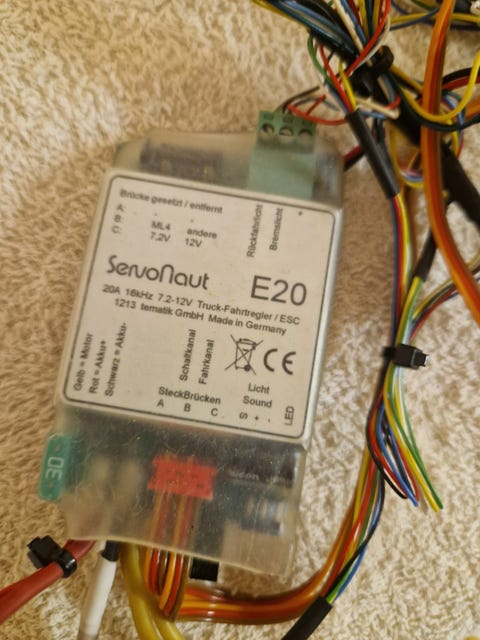 Brücke gesetzt / entfernt
A: - -
B: ML4 andere
C: 7.2V 12V
Rückfahrlicht
Bremslicht
+
ServoNaut E20
20A 16kHz 7.2-12V Truck-Fahrtregler / ESC
1213 tematik GmbH Made in Germany
Gelb = Motor
Rot = Akku+
Schwarz = Akku-
Schaltkanal
Fahrkanal
CE
SteckBrücken
A B C
Licht
Sound
S + -
LED
30